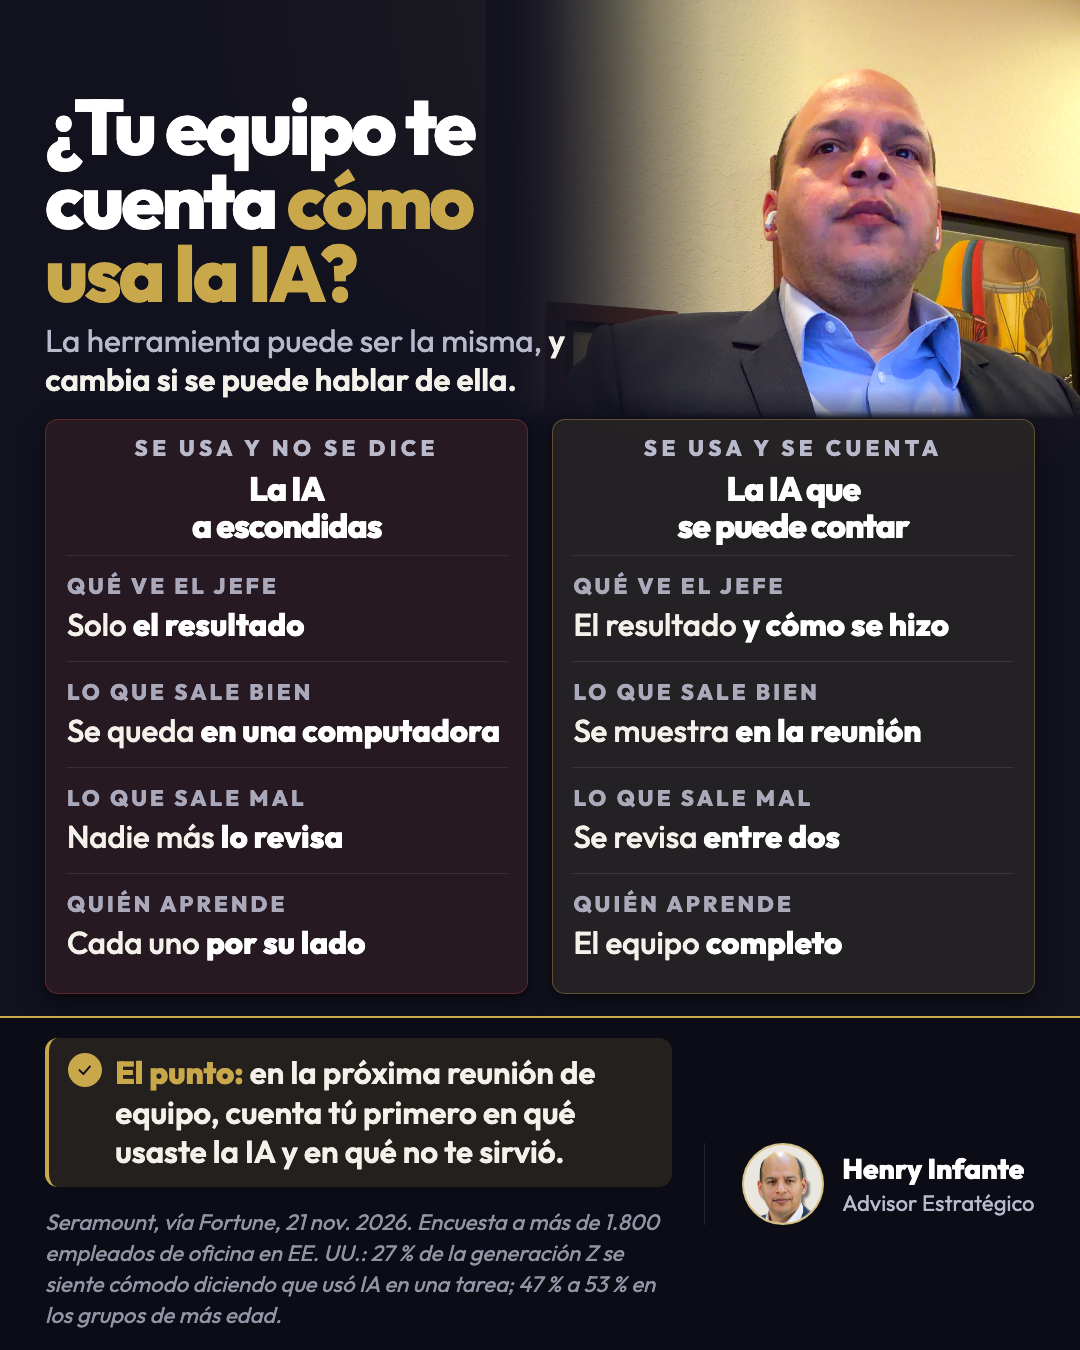 ¿Tu equipo te
cuenta cómo
usa la IA?
La herramienta puede ser la misma, y
cambia si se puede hablar de ella.
SE USA Y NO SE DICE
La IA
a escondidas
QUÉ VE EL JEFE
Solo el resultado
LO QUE SALE BIEN
Se queda en una computadora
LO QUE SALE MAL
Nadie más lo revisa
QUIÉN APRENDE
Cada uno por su lado
SE USA Y SE CUENTA
La IA que
se puede contar
QUÉ VE EL JEFE
El resultado y cómo se hizo
LO QUE SALE BIEN
Se muestra en la reunión
LO QUE SALE MAL
Se revisa entre dos
QUIÉN APRENDE
El equipo completo
El punto: en la próxima reunión de
equipo, cuenta tú primero en qué
usaste la IA y en qué no te sirvió.
Seramount, vía Fortune, 21 nov. 2026. Encuesta a más de 1.800
empleados de oficina en EE. UU.: 27 % de la generación Z se
siente cómodo diciendo que usó IA en una tarea; 47 % a 53 % en
los grupos de más edad.
Henry Infante
Advisor Estratégico